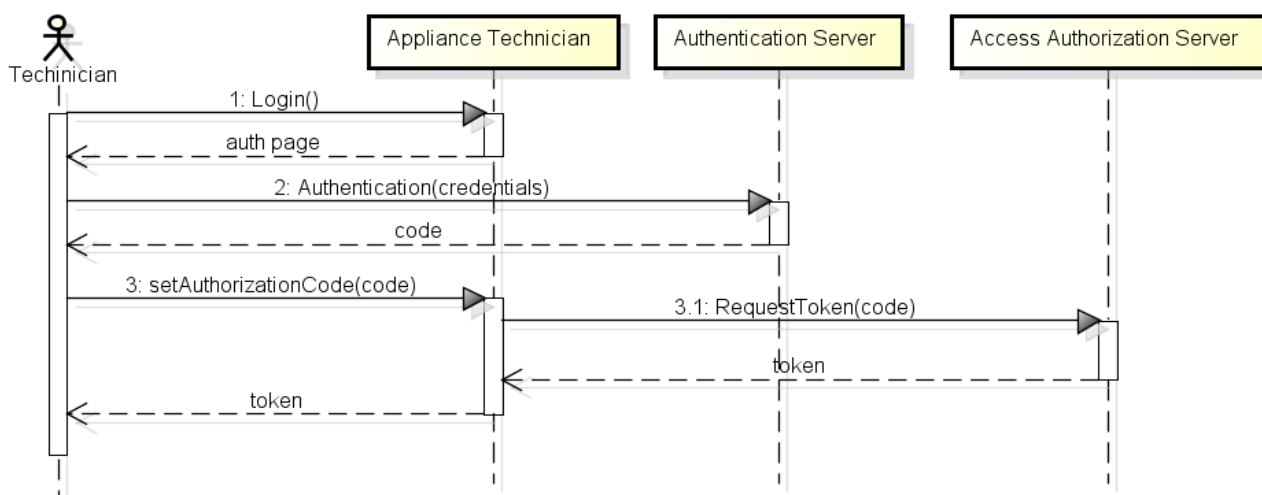 Appliance Technician
Authentication Server
Access Authorization Server
Techinician
1: Login()
auth page
2: Authentication(credentials)
code
3: setAuthorizationCode(code)
3.1: RequestToken(code)
token
token